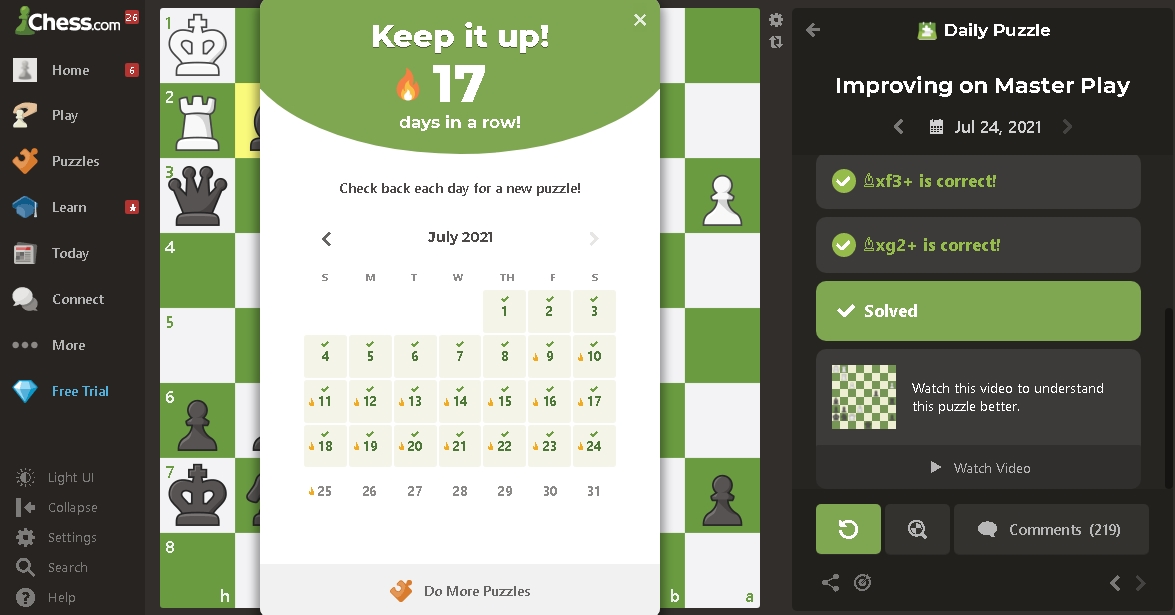 Chess.com 26
Home 6
Play
Puzzles
Learn
Today
Connect
More
Free Trial
Light UI
Collapse
Settings
Search
Help
1
2
3
4
5
6
7
8
h
b
a
Keep it up!
17
days in a row!
Check back each day for a new puzzle!
July 2021
S M T W TH F S
1 2 3
4 5 6 7 8 9 10
11 12 13 14 15 16 17
18 19 20 21 22 23 24
25 26 27 28 29 30 31
Do More Puzzles
Daily Puzzle
Improving on Master Play
Jul 24, 2021
♗xf3+ is correct!
♗xg2+ is correct!
Solved
Watch this video to understand
this puzzle better.
Watch Video
Comments (219)